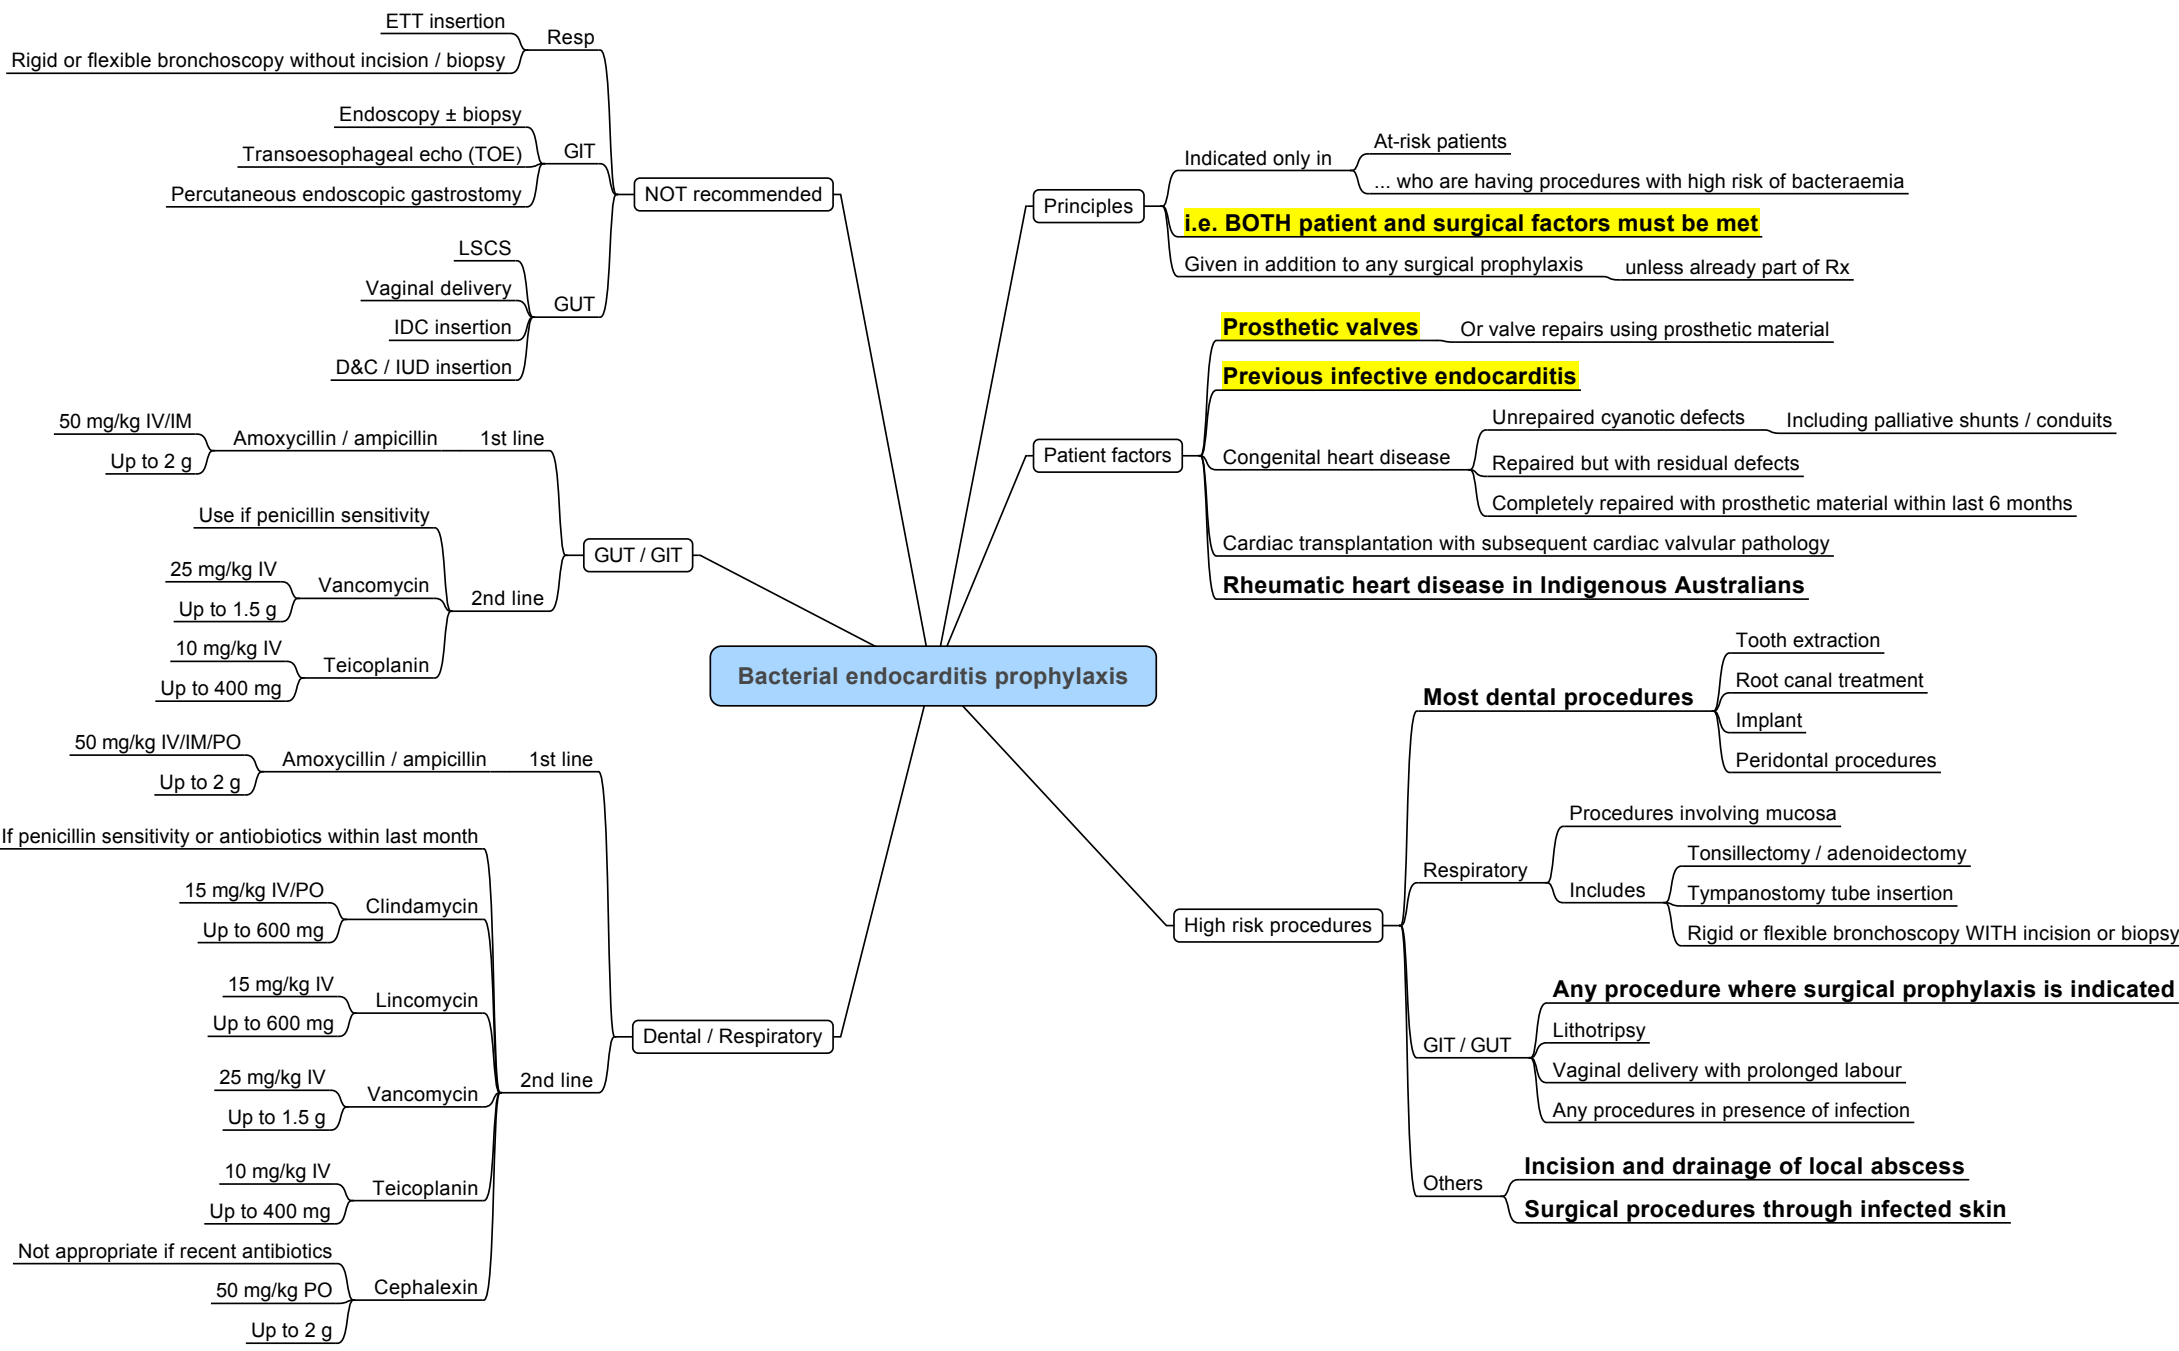 Bacterial endocarditis prophylaxis
Principles
Indicated only in
At-risk patients
... who are having procedures with high risk of bacteraemia
i.e. BOTH patient and surgical factors must be met
Given in addition to any surgical prophylaxis
unless already part of Rx
Patient factors
Prosthetic valves
Or valve repairs using prosthetic material
Previous infective endocarditis
Congenital heart disease
Unrepaired cyanotic defects
Including palliative shunts / conduits
Repaired but with residual defects
Completely repaired with prosthetic material within last 6 months
Cardiac transplantation with subsequent cardiac valvular pathology
Rheumatic heart disease in Indigenous Australians
High risk procedures
Most dental procedures
Tooth extraction
Root canal treatment
Implant
Peridontal procedures
Respiratory
Procedures involving mucosa
Includes
Tonsillectomy / adenoidectomy
Tympanostomy tube insertion
Rigid or flexible bronchoscopy WITH incision or biopsy
GIT / GUT
Any procedure where surgical prophylaxis is indicated
Lithotripsy
Vaginal delivery with prolonged labour
Any procedures in presence of infection
Others
Incision and drainage of local abscess
Surgical procedures through infected skin
NOT recommended
Resp
ETT insertion
Rigid or flexible bronchoscopy without incision / biopsy
GIT
Endoscopy ± biopsy
Transoesophageal echo (TOE)
Percutaneous endoscopic gastrostomy
GUT
LSCS
Vaginal delivery
IDC insertion
D&C / IUD insertion
GUT / GIT
1st line
Amoxycillin / ampicillin
50 mg/kg IV/IM
Up to 2 g
2nd line
Use if penicillin sensitivity
Vancomycin
25 mg/kg IV
Up to 1.5 g
Teicoplanin
10 mg/kg IV
Up to 400 mg
Dental / Respiratory
1st line
Amoxycillin / ampicillin
50 mg/kg IV/IM/PO
Up to 2 g
2nd line
If penicillin sensitivity or antiobiotics within last month
Clindamycin
15 mg/kg IV/PO
Up to 600 mg
Lincomycin
15 mg/kg IV
Up to 600 mg
Vancomycin
25 mg/kg IV
Up to 1.5 g
Teicoplanin
10 mg/kg IV
Up to 400 mg
Cephalexin
Not appropriate if recent antibiotics
50 mg/kg PO
Up to 2 g